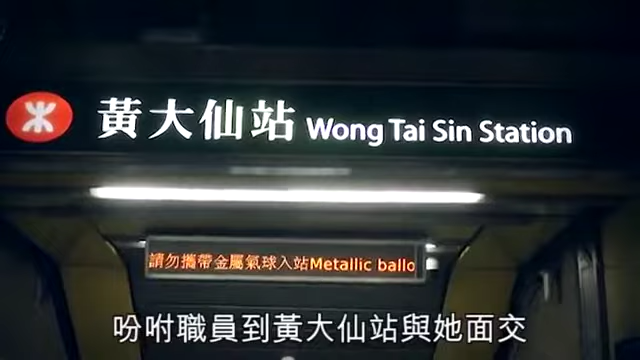 黃大仙站 Wong Tai Sin Station
請勿攜帶金屬氣球入站Metallic ballo
吩咐職員到黃大仙站與她面交